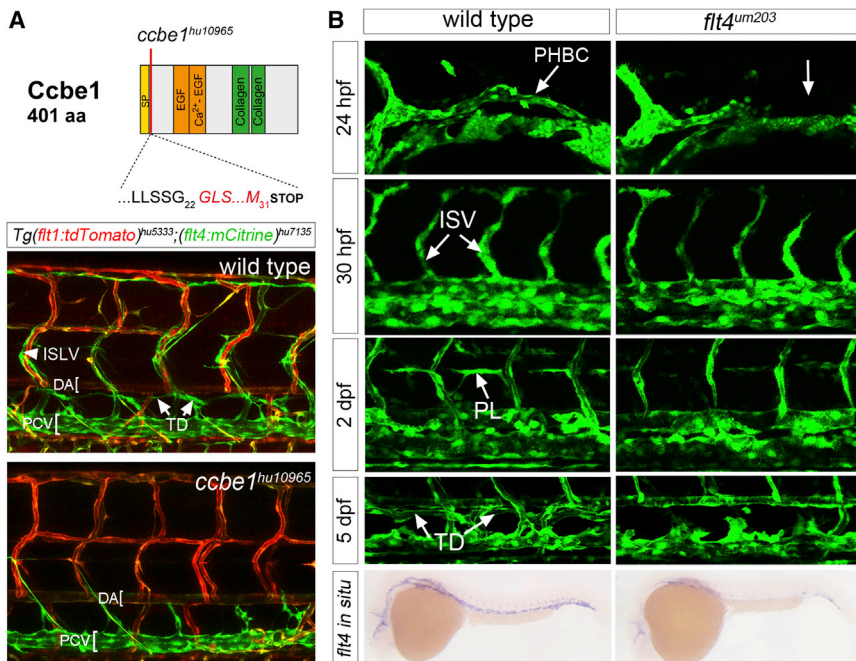 A
ccbe1hu10965
Ccbe1
401 aa
SP
EGF
Ca2+- EGF
Collagen
Collagen
...LLSSG22 GLS...M31STOP
Tg(flt1:tdTomato)hu5333;(flt4:mCitrine)hu7135
wild type
ISLV
DA[
PCV[
TD
ccbe1hu10965
DA[
PCV[
B
wild type
flt4um203
24 hpf
PHBC
30 hpf
ISV
2 dpf
PL
5 dpf
TD
flt4 in situ